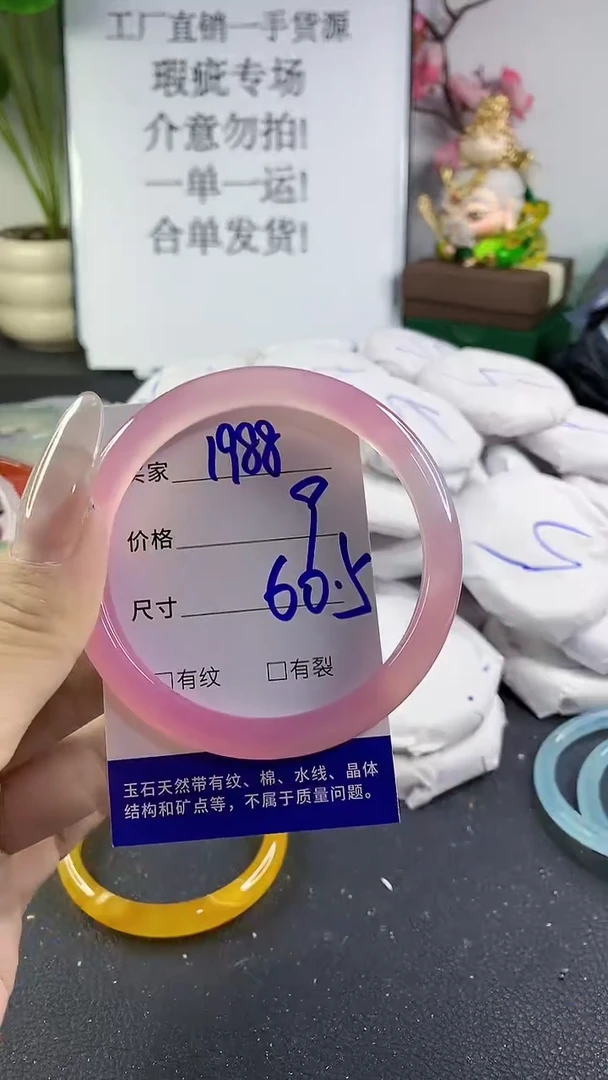 工厂直销一手货源
瑕疵专场
介意勿拍!
一单一运!
合单发货!
买家 1988
价格
尺寸 60.5
□有纹 □有裂
玉石天然带有纹、棉、水线、晶体
结构和矿点等，不属于质量问题。